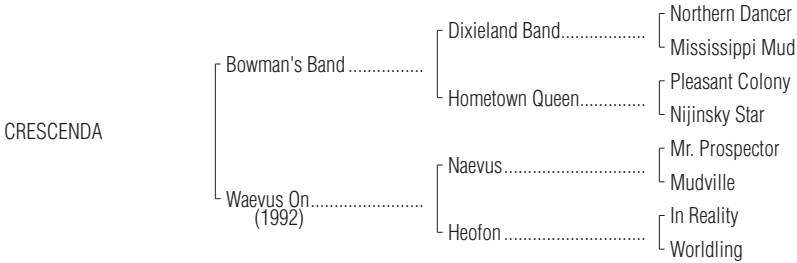 Northern Dancer
Dixieland Band..................
Mississippi Mud
Bowman's Band ................
Pleasant Colony
Hometown Queen..............
Nijinsky Star
CRESCENDA
Mr. Prospector
Naevus ..............................
Mudville
Waevus On........................
(1992)
In Reality
Heofon ..............................
Worldling